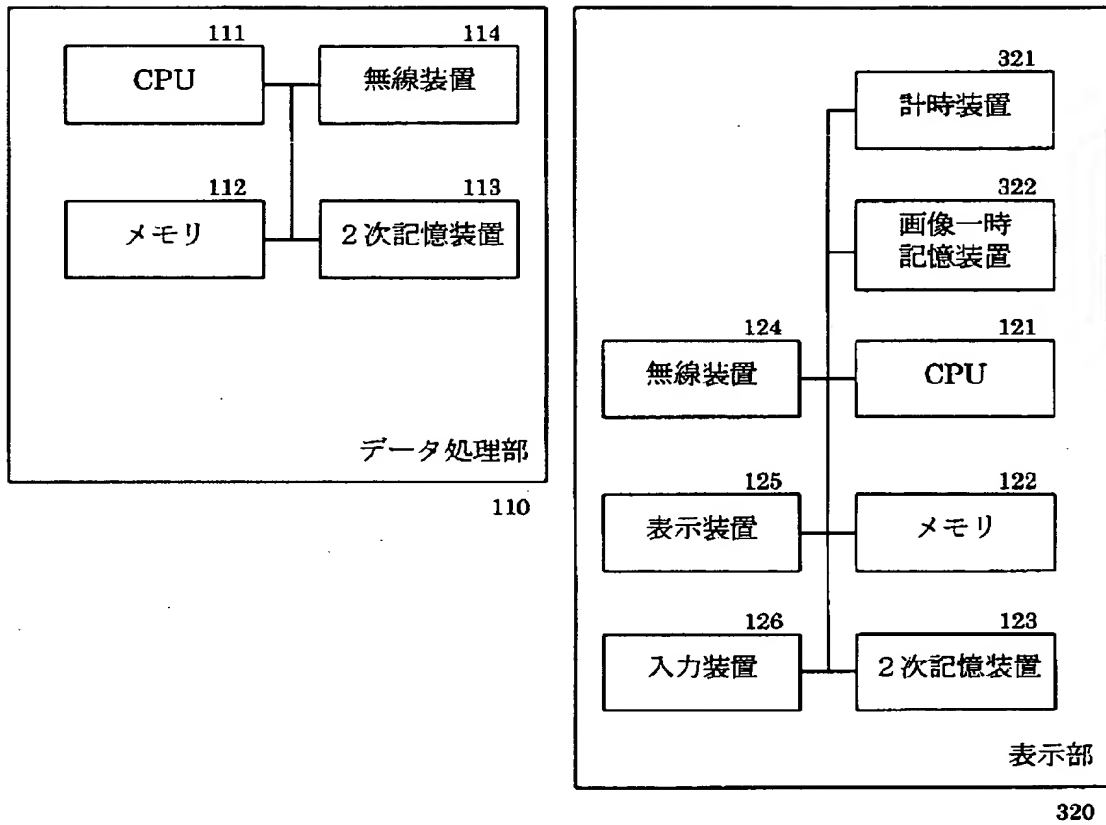 111
CPU
114
無線装置
112
メモリ
113
２次記憶装置
データ処理部
110
321
計時装置
322
画像一時
記憶装置
124
無線装置
121
CPU
125
表示装置
122
メモリ
126
入力装置
123
２次記憶装置
表示部
320